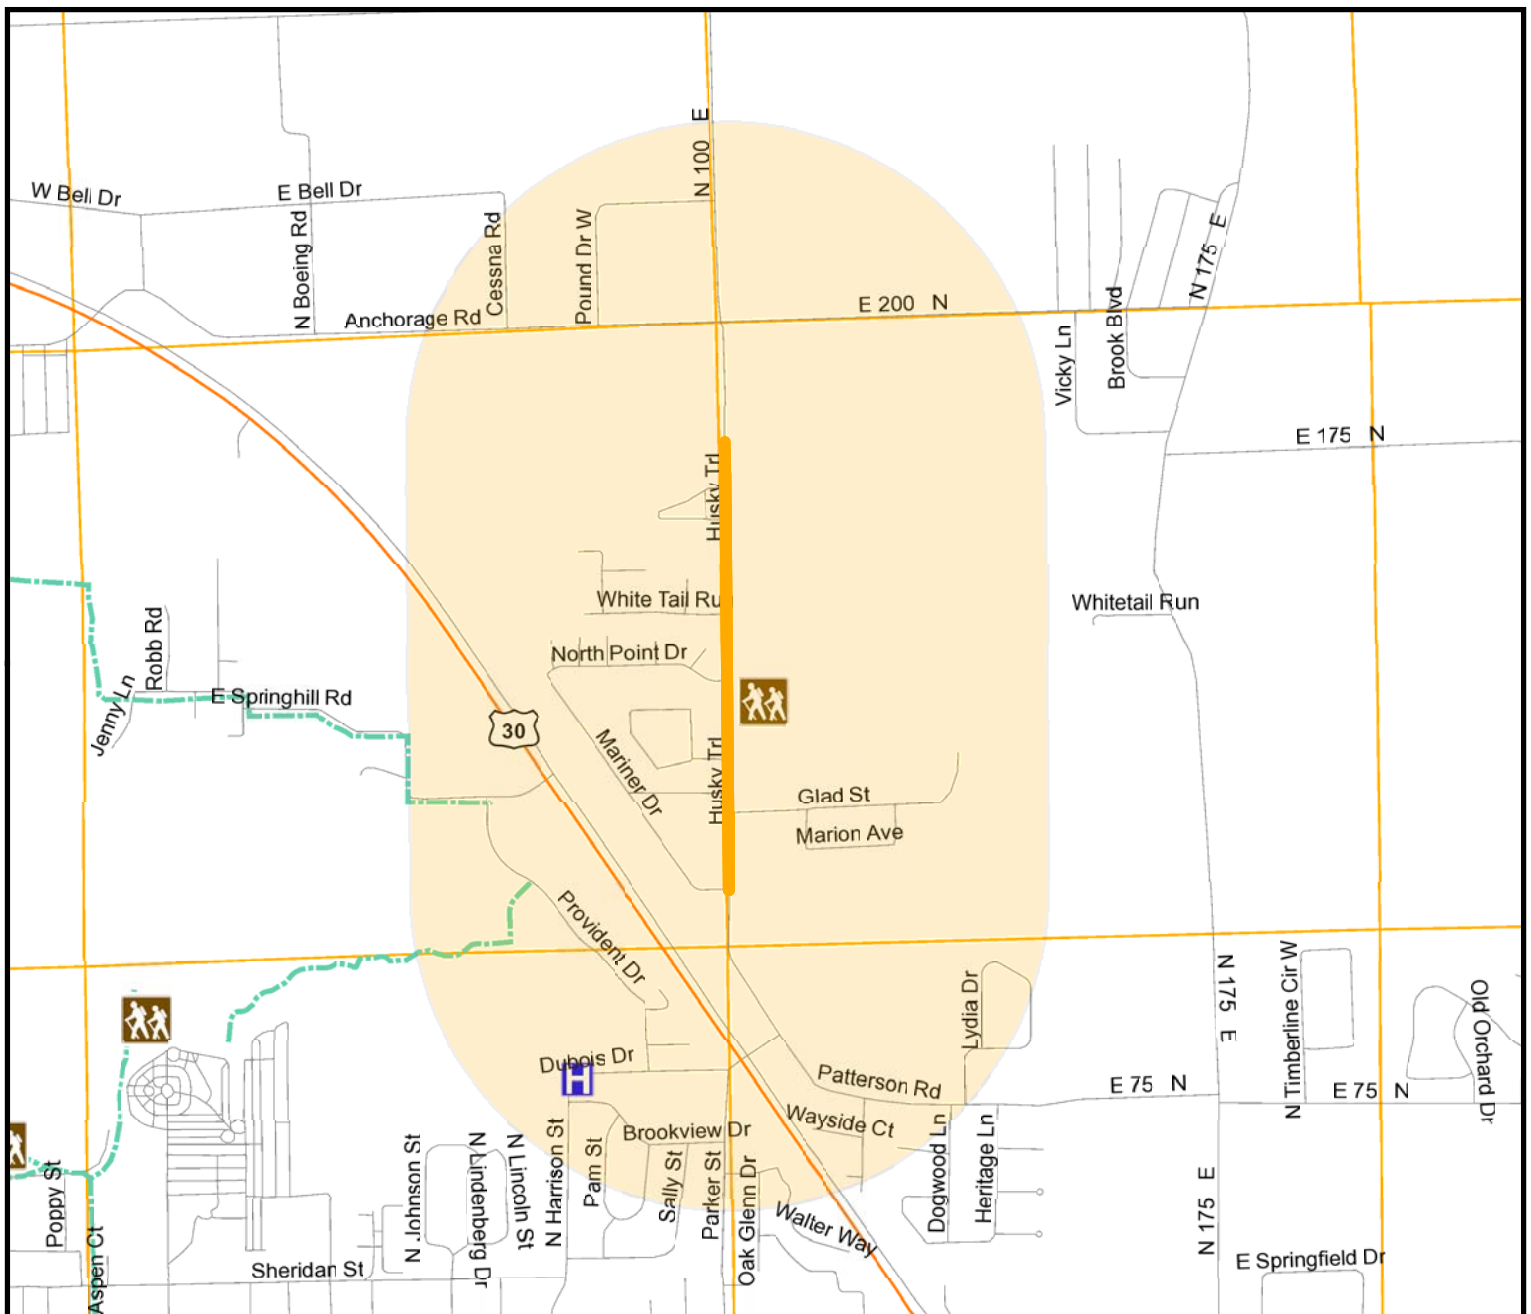 N 100 E
W Bell Dr
E Bell Dr
N Boeing Rd
Cessna Rd
Pound Dr W
Anchorage Rd
E 200 N
N 175 E
Brook Blvd
Vicky Ln
E 175 N
Husky Trl
White Tail Ru
Whitetail Run
Robb Rd
North Point Dr
Jenny Ln
E Springhill Rd
30
Mariner Dr
Husky Trl
Glad St
Marion Ave
Provident Dr
N 175 E
N Timberline Cir W
Lydia Dr
Old Orchard Dr
Dubois Dr
H
Patterson Rd
E 75 N
E 75 N
Wayside Ct
Brookview Dr
Dogwood Ln
Heritage Ln
Poppy St
N Johnson St
N Lindenberg Dr
N Lincoln St
N Harrison St
Pam St
Sally St
Parker St
Oak Glenn Dr
Walter Way
N 175 E
Aspen Ct
Sheridan St
E Springfield Dr